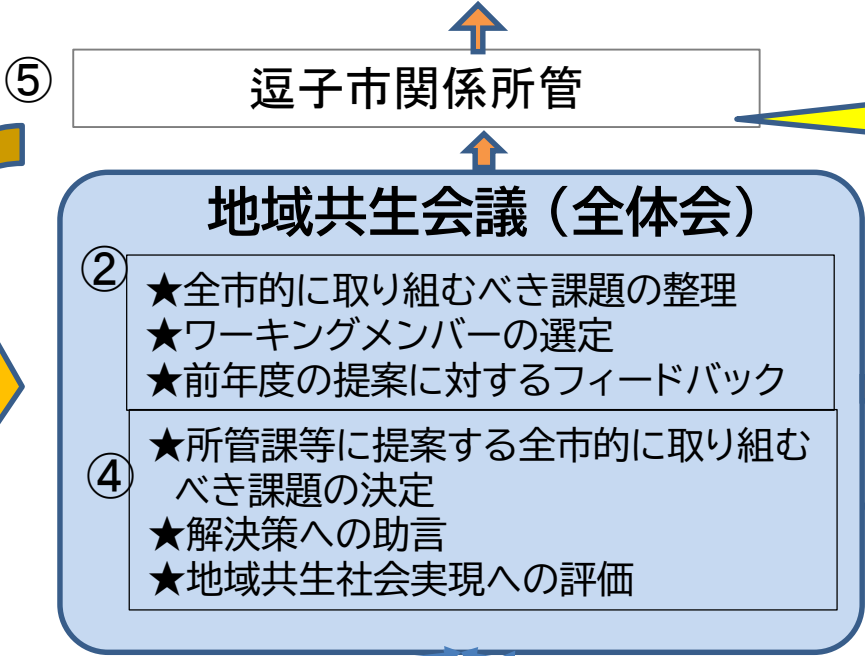 ⑤
逗子市関係所管
地域共生会議（全体会）
②
★全市的に取り組むべき課題の整理
★ワーキングメンバーの選定
★前年度の提案に対するフィードバック
④
★所管課等に提案する全市的に取り組む
べき課題の決定
★解決策への助言
★地域共生社会実現への評価